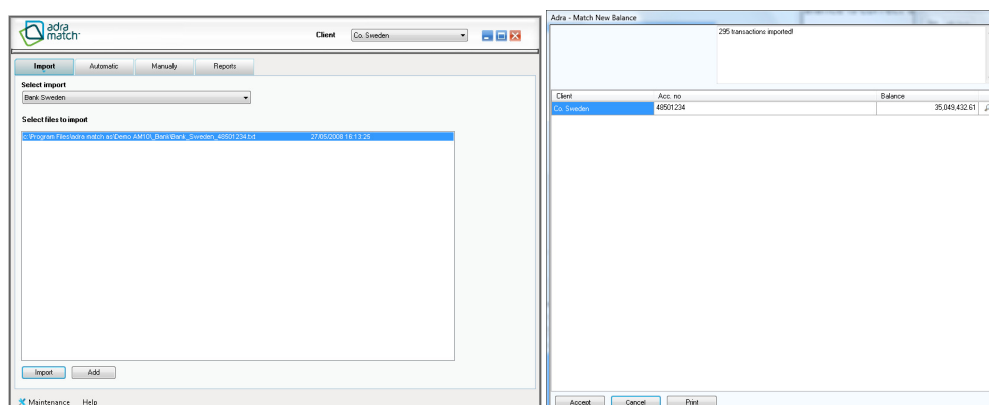 adra
match
Client
Co. Sweden
Import
Automatic
Manually
Reports
Select import
Bank Sweden
Select files to import
c:\Program Files\adra match as\Demo AM10\_Bank\Bank_Sweden_48501234.txt 27/05/2008 16:13:25
Import
Add
Maintenance
Help
Adra - Match New Balance
295 transactions imported!
Client Acc. no Balance
Co. Sweden 48501234 35,049,432.61
Accept
Cancel
Print